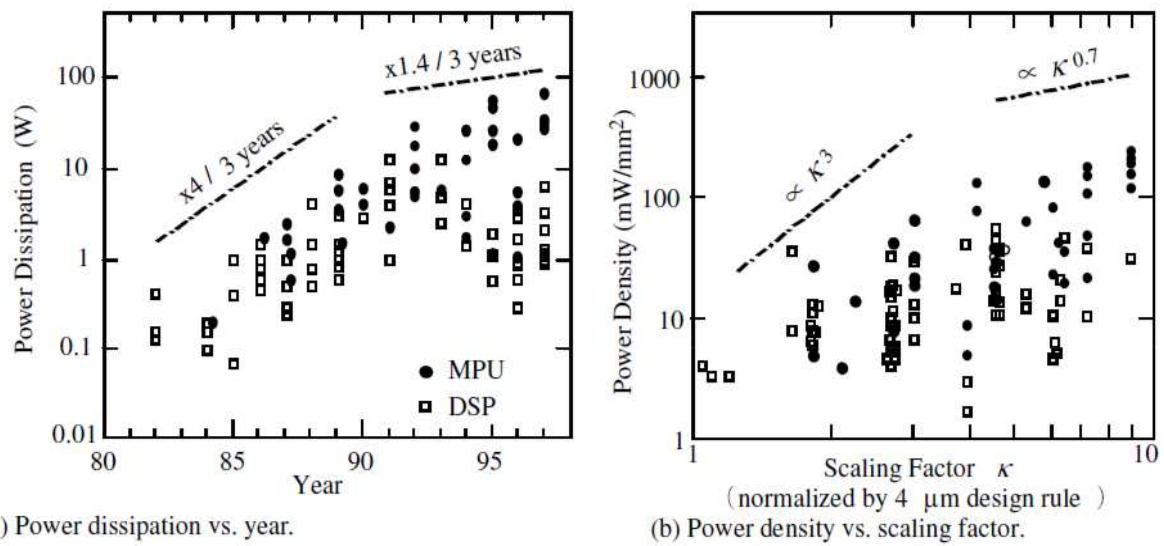 Power Dissipation (W)
100
10
1
0.1
0.01
x4 / 3 years
x1.4 / 3 years
MPU
DSP
80
85
90
95
Year
) Power dissipation vs. year.
Power Density (mW/mm²)
1000
100
10
1
∝ κ³
∝ κ⁰·⁷
1
10
Scaling Factor κ
(normalized by 4 μm design rule )
(b) Power density vs. scaling factor.